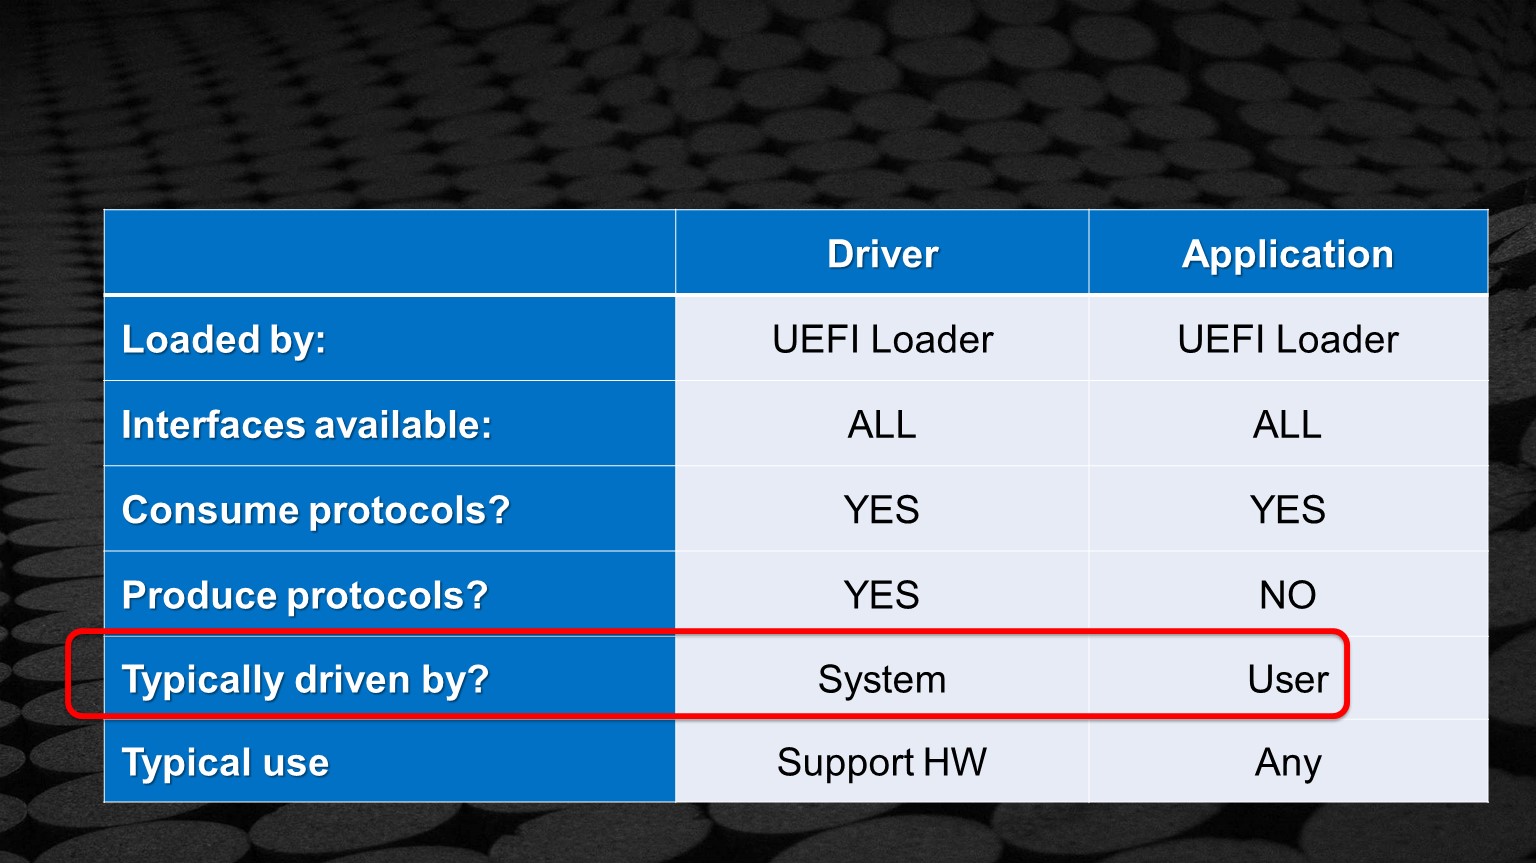 Driver Application
Loaded by: UEFI Loader UEFI Loader
Interfaces available: ALL ALL
Consume protocols? YES YES
Produce protocols? YES NO
Typically driven by? System User
Typical use Support HW Any